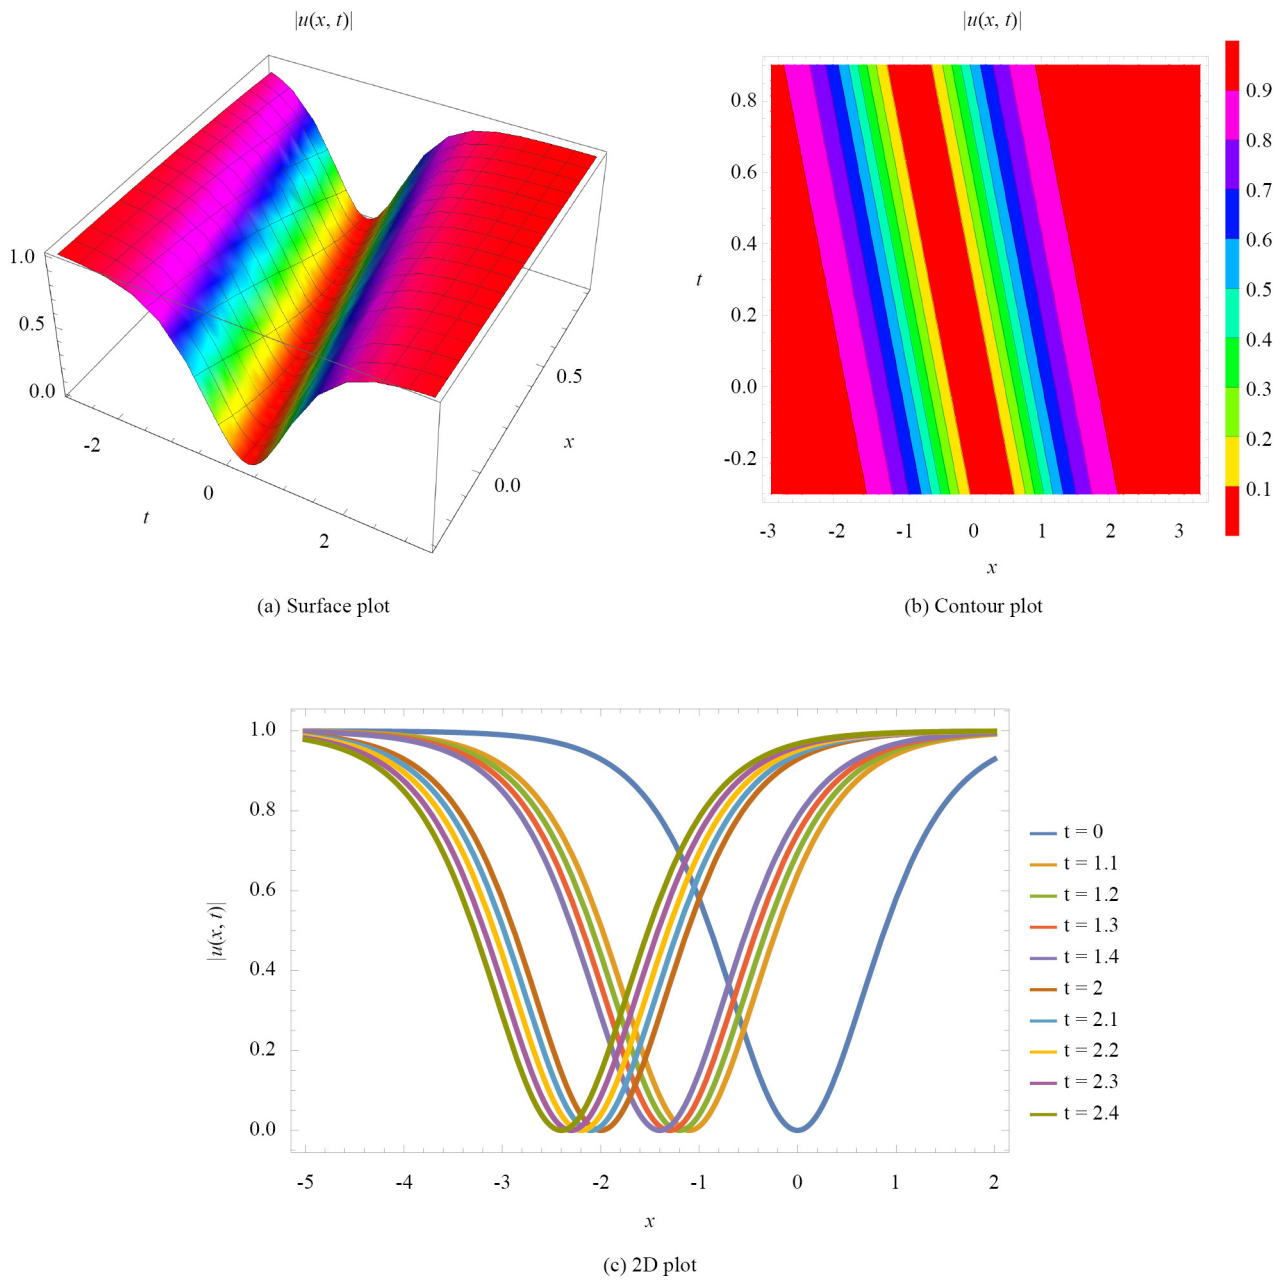 |u(x, t)|
1.0
0.5
0.0
-2
0
2
t
0.0
0.5
x
(a) Surface plot
|u(x, t)|
0.8
0.6
0.4
0.2
0.0
-0.2
t
-3
-2
-1
0
1
2
3
x
0.9
0.8
0.7
0.6
0.5
0.4
0.3
0.2
0.1
(b) Contour plot
1.0
0.8
0.6
0.4
0.2
0.0
|u(x, t)|
-5
-4
-3
-2
-1
0
1
2
x
t = 0
t = 1.1
t = 1.2
t = 1.3
t = 1.4
t = 2
t = 2.1
t = 2.2
t = 2.3
t = 2.4
(c) 2D plot